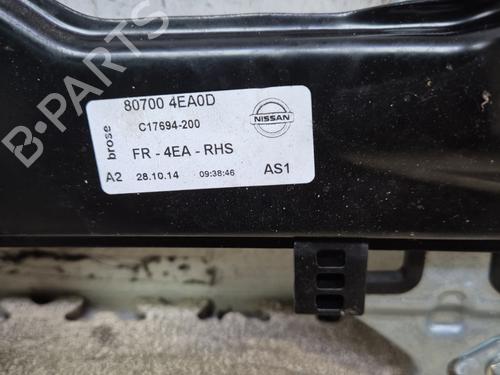 80700 4EA0D
brose
C17694-200
NISSAN
FR - 4EA - RHS
A2 28.10.14 09:38:46 AS1
B-PARTS